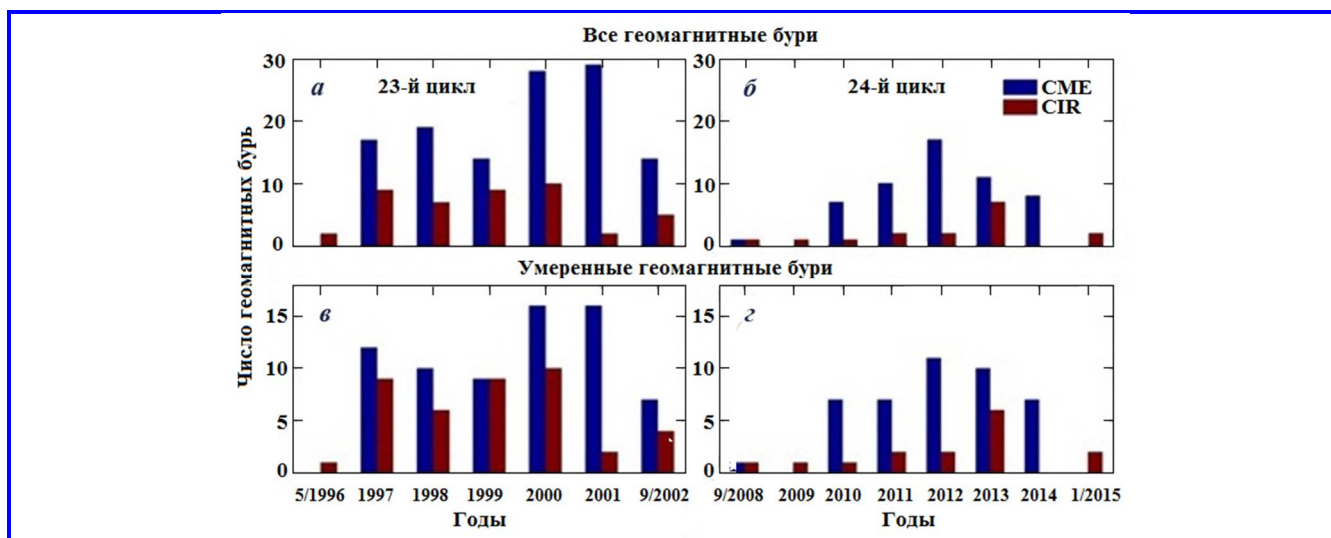 Все геомагнитные бури
Число геомагнитных бурь
а 23-й цикл
30
20
10
0
б 24-й цикл
CME
CIR
30
20
10
0
Умеренные геомагнитные бури
в
15
10
5
0
г
15
10
5
0
5/1996 1997 1998 1999 2000 2001 9/2002
9/2008 2009 2010 2011 2012 2013 2014 1/2015
Годы
Годы